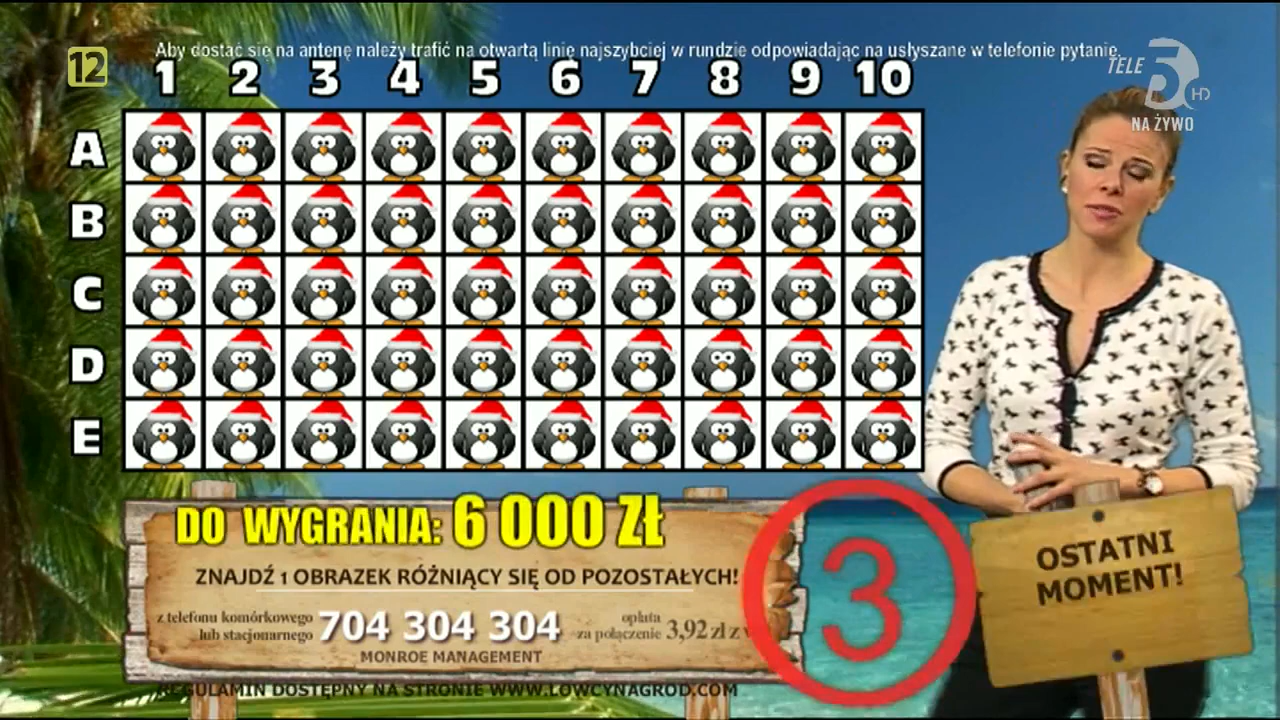 Aby dostać się na antenę należy trafić na otwartą linię najszybciej w rundzie odpowiadając na usłyszane w telefonie pytanie.
12
TELE 5 HD
NA ŻYWO
1 2 3 4 5 6 7 8 9 10
A
B
C
D
E
DO WYGRANIA: 6 000 ZŁ
ZNAJDŹ 1 OBRAZEK RÓŻNIĄCY SIĘ OD POZOSTAŁYCH!
z telefonu komórkowego
lub stacjonarnego
704 304 304
opłata
za połączenie 3,92 zł z
MONROE MANAGEMENT
REGULAMIN DOSTĘPNY NA STRONIE WWW.LOWCYNAGROD.COM
3
OSTATNI
MOMENT!